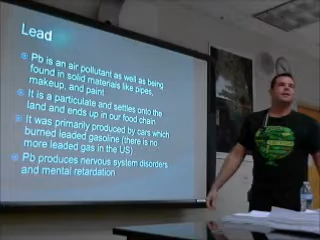 Lead
Pb is an air pollutant as well as being
found in solid materials like pipes,
makeup, and paint
It is a particulate and settles onto the
land and ends up in our food chain
It was primarily produced by cars which
burned leaded gasoline (there is no
more leaded gas in the US)
Pb produces nervous system disorders
and mental retardation